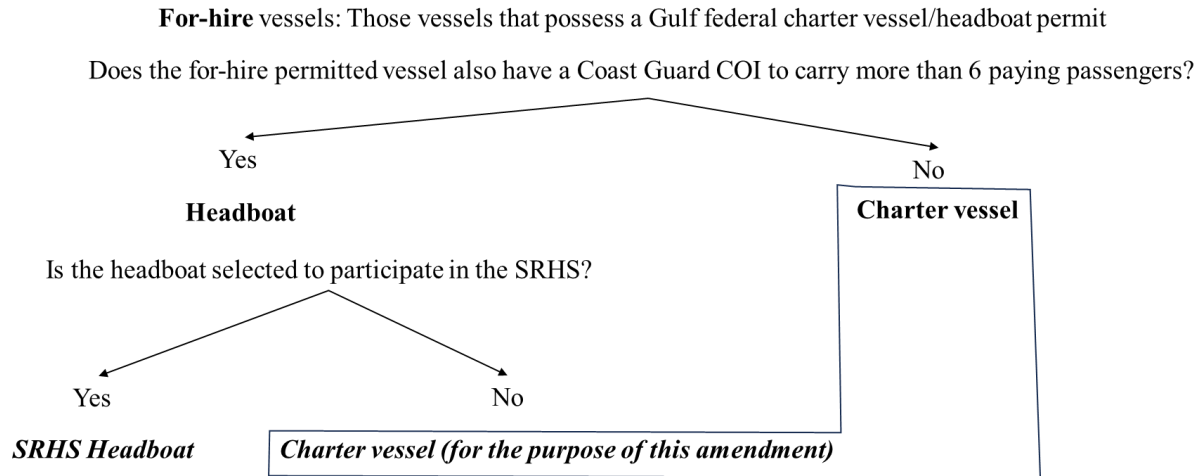 For-hire vessels: Those vessels that possess a Gulf federal charter vessel/headboat permit
Does the for-hire permitted vessel also have a Coast Guard COI to carry more than 6 paying passengers?
Yes
No
Headboat
Charter vessel
Is the headboat selected to participate in the SRHS?
Yes
No
SRHS Headboat
Charter vessel (for the purpose of this amendment)